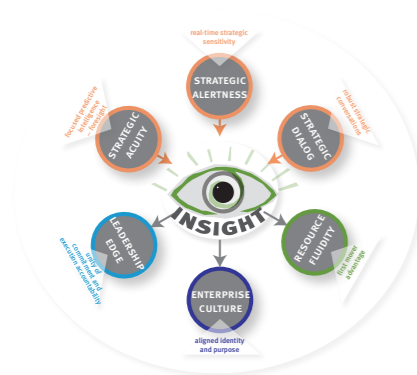 real-time strategic
sensitivity
STRATEGIC
ALERTNESS
focused predictive
intelligence
– foresight
STRATEGIC
ACUITY
robust strategic
conversations
STRATEGIC
DIALOG
INSIGHT
LEADERSHIP
EDGE
unity of
commitment and
execution accountability
RESOURCE
FLUIDITY
first mover
advantage
ENTERPRISE
CULTURE
aligned identity
and purpose